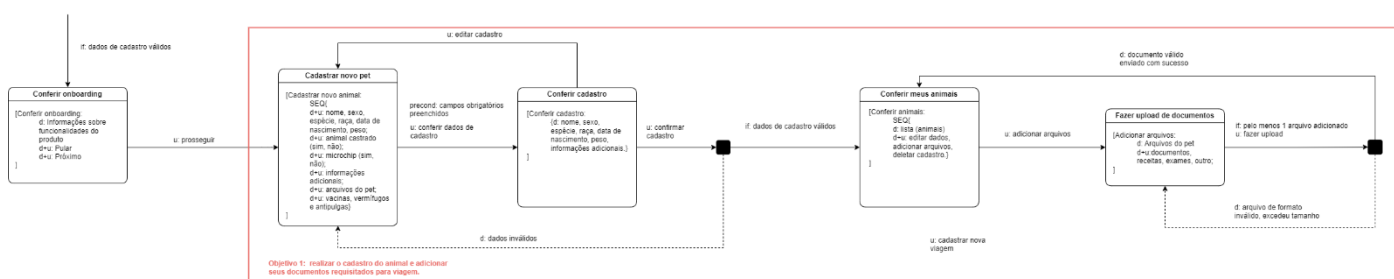 if: dados de cadastro válidos
Conferir onboarding
[Conferir onboarding:
d: Informações sobre
funcionalidades do
produto
d+u: Pular
d+u: Próximo
]
u: prosseguir
u: editar cadastro
Cadastrar novo pet
[Cadastrar novo animal:
SEQ{
d+u: nome, sexo,
espécie, raça, data de
nascimento, peso;
d+u: animal castrado
(sim, não);
d+u: microchip (sim,
não);
d+u: informações
adicionais;
d+u: arquivos do pet;
d+u: vacinas, vermífugos
e antipulgas}
]
precond: campos obrigatórios
preenchidos
u: conferir dados de
cadastro
Conferir cadastro
[Conferir cadastro:
{d: nome, sexo,
espécie, raça, data de
nascimento, peso,
informações adicionais.}
]
u: confirmar
cadastro
d: dados inválidos
if: dados de cadastro válidos
Conferir meus animais
[Conferir animais:
SEQ{
d: lista (animais)
d+u: editar dados,
adicionar arquivos,
deletar cadastro.}
]
d: documento válido
enviado com sucesso
u: adicionar arquivos
Fazer upload de documentos
[Adicionar arquivos:
d: Arquivos do pet
d+u:documentos,
receitas, exames, outro;
]
if: pelo menos 1 arquivo adicionado
u: fazer upload
d: arquivo de formato
inválido, excedeu tamanho
u: cadastrar nova
viagem
Objetivo 1: realizar o cadastro do animal e adicionar
seus documentos requisitados para viagem.